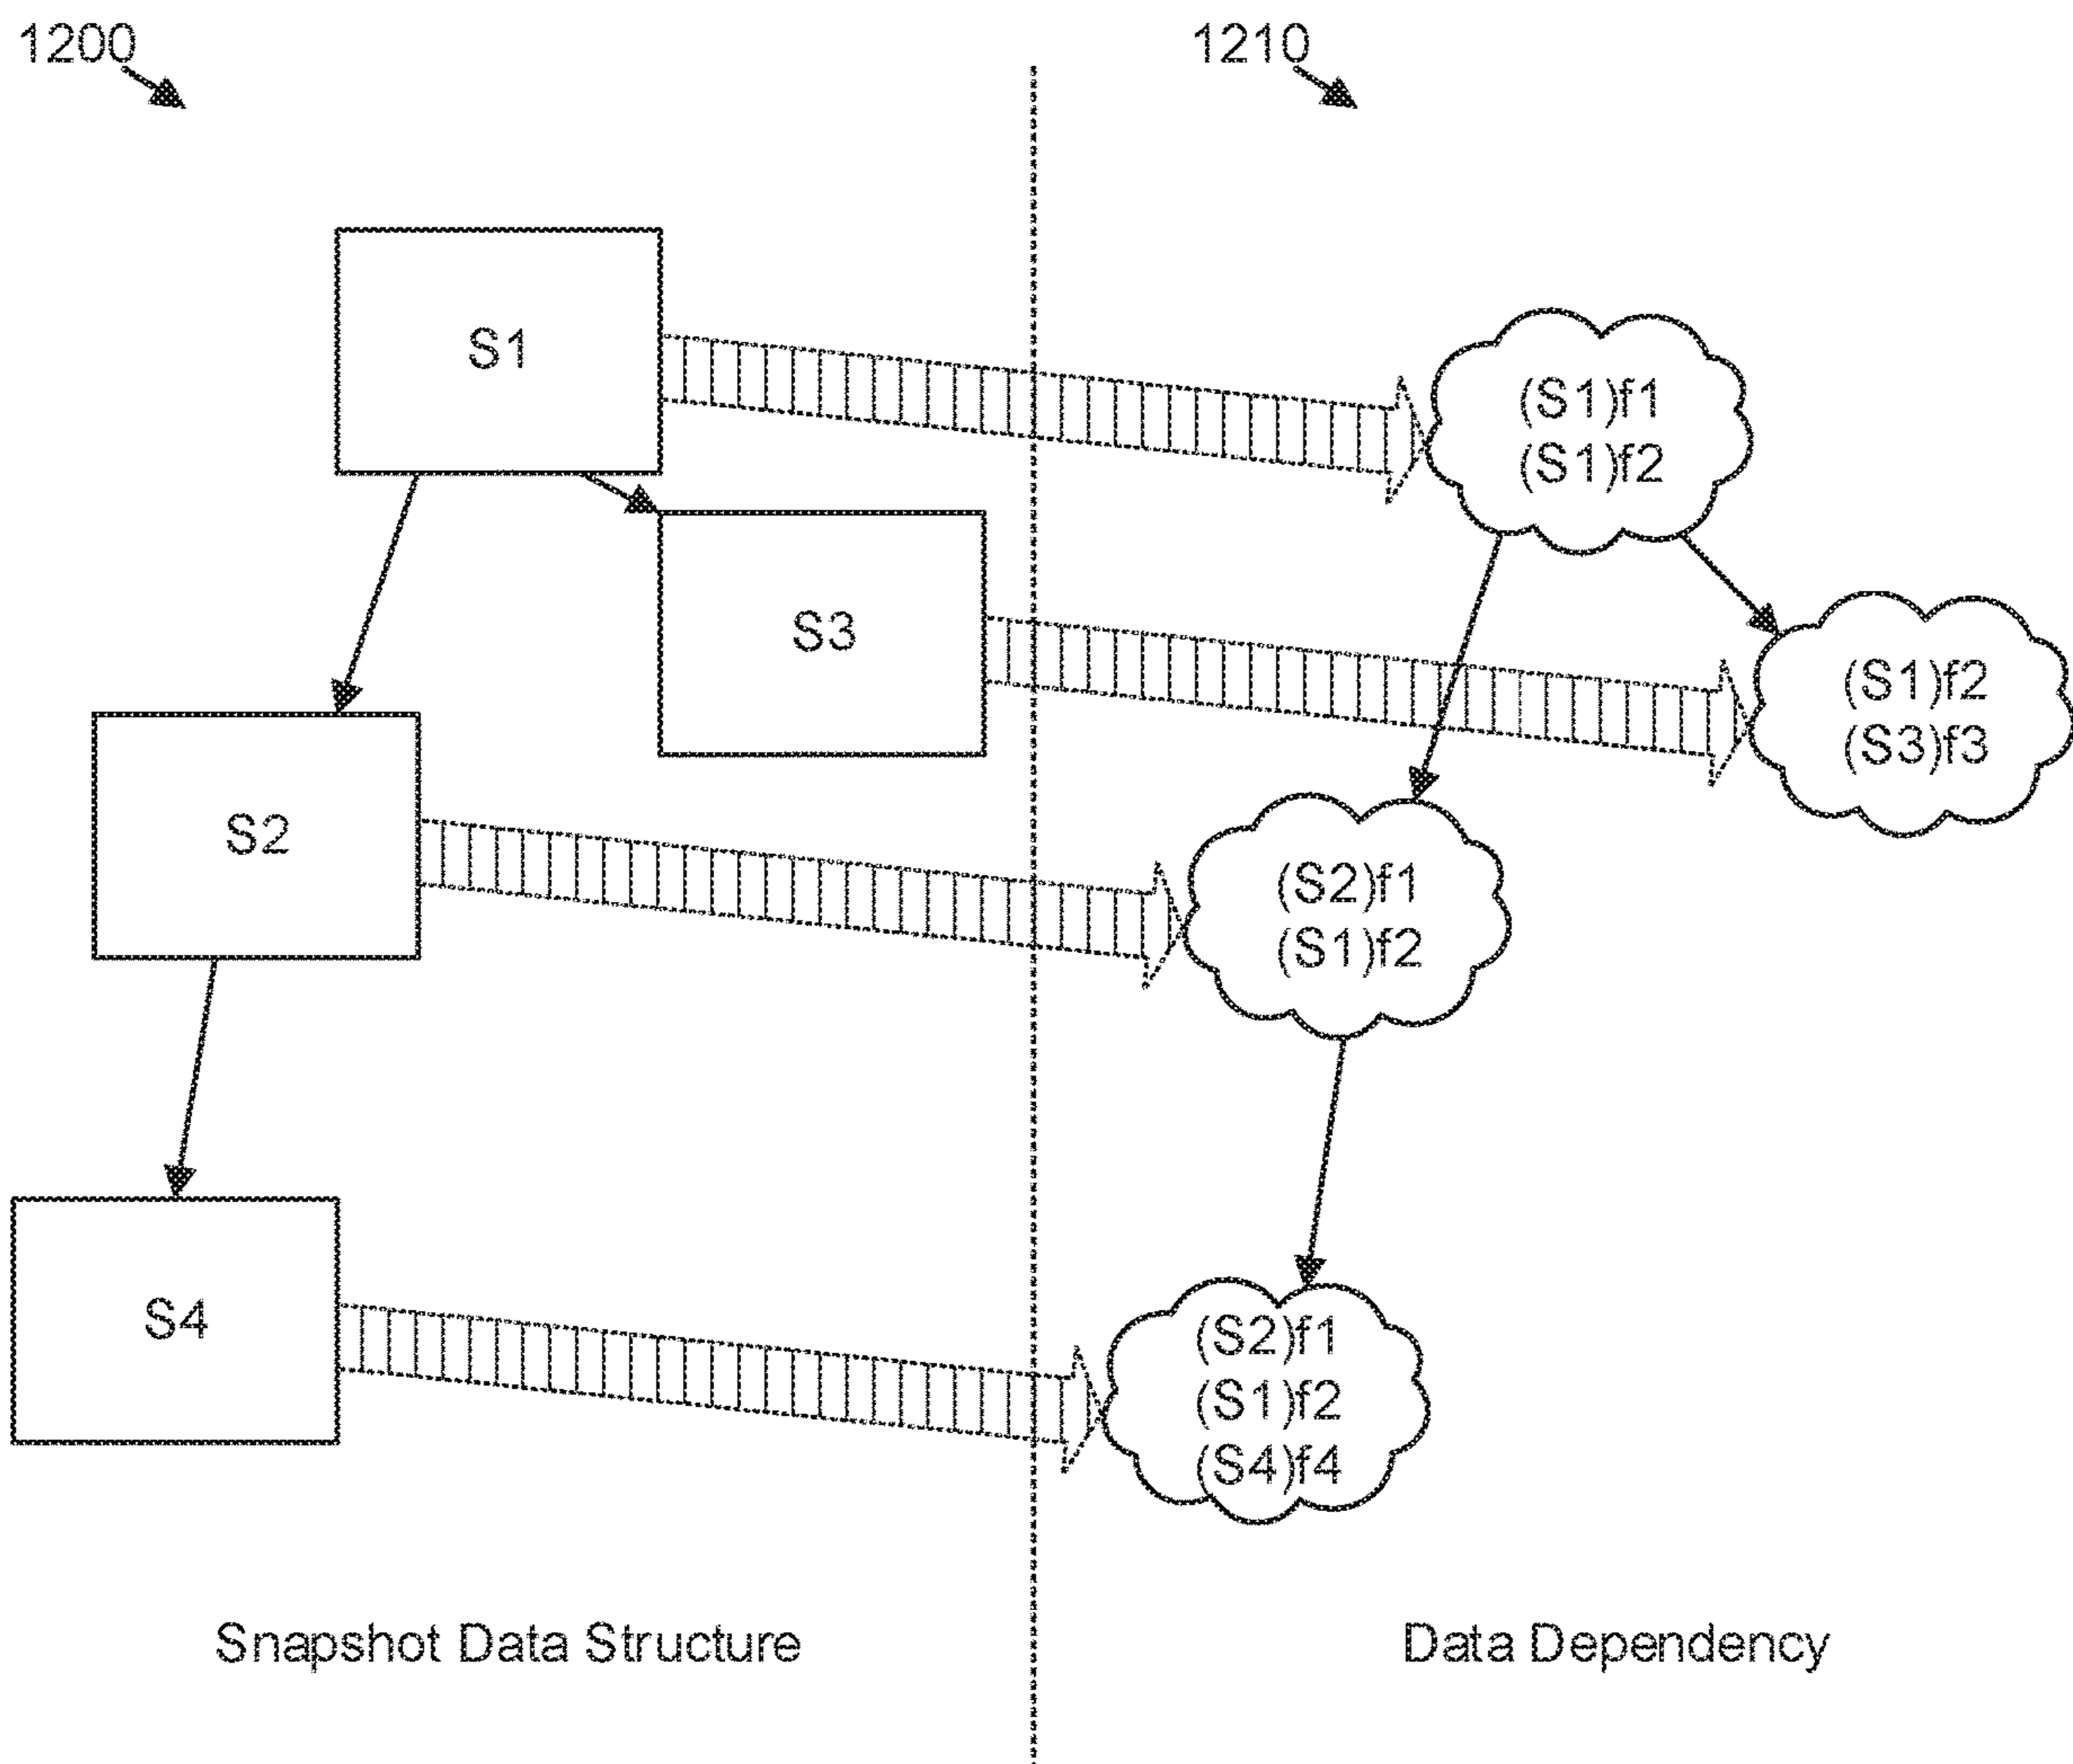 1200
1210
S1
(S1)f1
(S1)f2
S3
(S1)f2
(S3)f3
S2
(S2)f1
(S1)f2
S4
(S2)f1
(S1)f2
(S4)f4
Snapshot Data Structure
Data Dependency